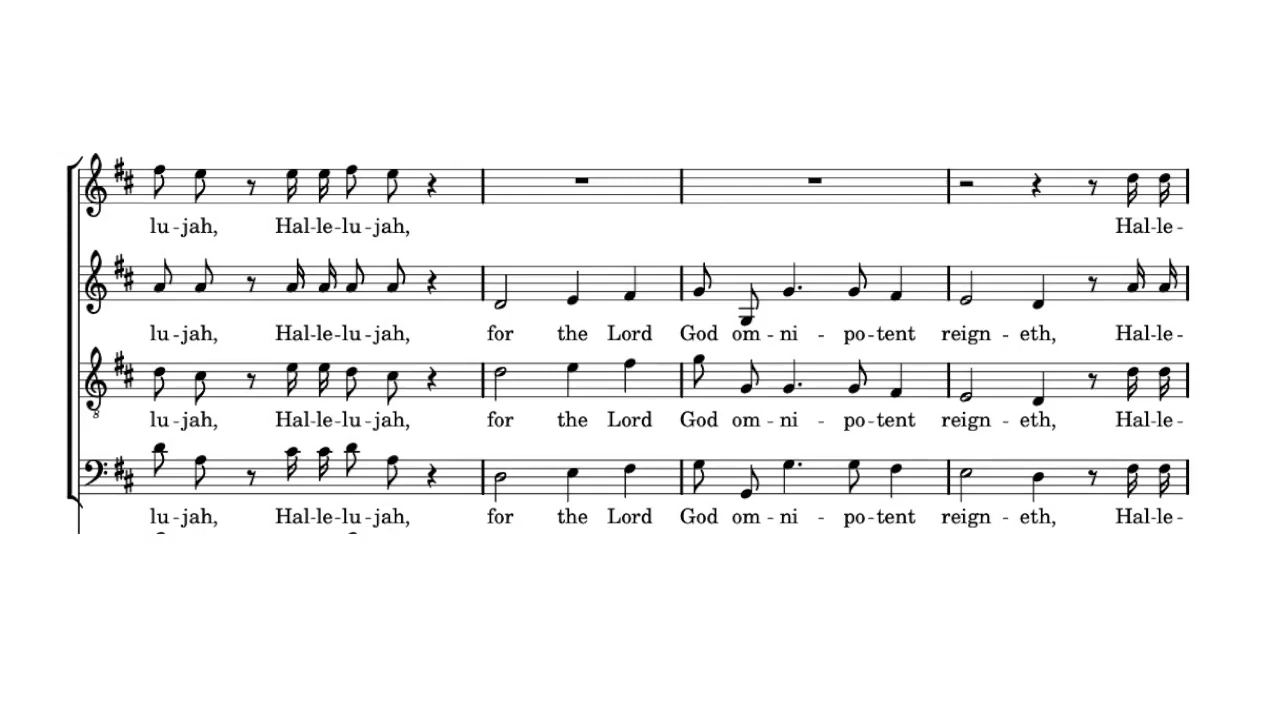 lu-jah, Hal-le-lu-jah, Hal-le-
lu-jah, Hal-le-lu-jah, for the Lord God om-ni-po-tent reign-eth, Hal-le-
8
lu-jah, Hal-le-lu-jah, for the Lord God om-ni-po-tent reign-eth, Hal-le-
lu-jah, Hal-le-lu-jah, for the Lord God om-ni-po-tent reign-eth, Hal-le-